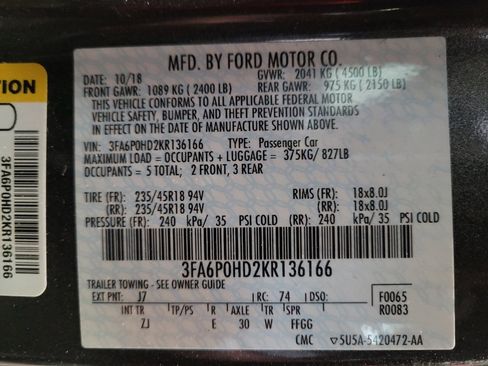 MFD. BY FORD MOTOR CO.
DATE: 10/18 GVWR: 2041 KG (4500 LB)
FRONT GAWR: 1089 KG (2400 LB) REAR GAWR: 975 KG (2150 LB)
THIS VEHICLE CONFORMS TO ALL APPLICABLE FEDERAL MOTOR
VEHICLE SAFETY, BUMPER, AND THEFT PREVENTION STANDARDS
IN EFFECT ON THE DATE OF MANUFACTURE SHOWN ABOVE.
VIN: 3FA6P0HD2KR136166 TYPE: Passenger Car
MAXIMUM LOAD = OCCUPANTS + LUGGAGE = 375KG/ 827LB
OCCUPANTS = 5 TOTAL; 2 FRONT, 3 REAR
TIRE (FR): 235/45R18 94V RIMS (FR): 18x8.0J
(RR): 235/45R18 94V (RR): 18x8.0J
PRESSURE (FR): 240 kPa/ 35 PSI COLD (RR): 240 kPa/ 35 PSI COLD
3FA6P0HD2KR136166
TRAILER TOWING - SEE OWNER GUIDE
EXT PNT: J7 RC: 74 DSO: F0065
R0083
INT TR TP/PS R AXLE TR SPR
ZJ E 30 W FFGG
CMC ▽5U5A-5420472-AA
TION
3FA6P0HD2KR136166